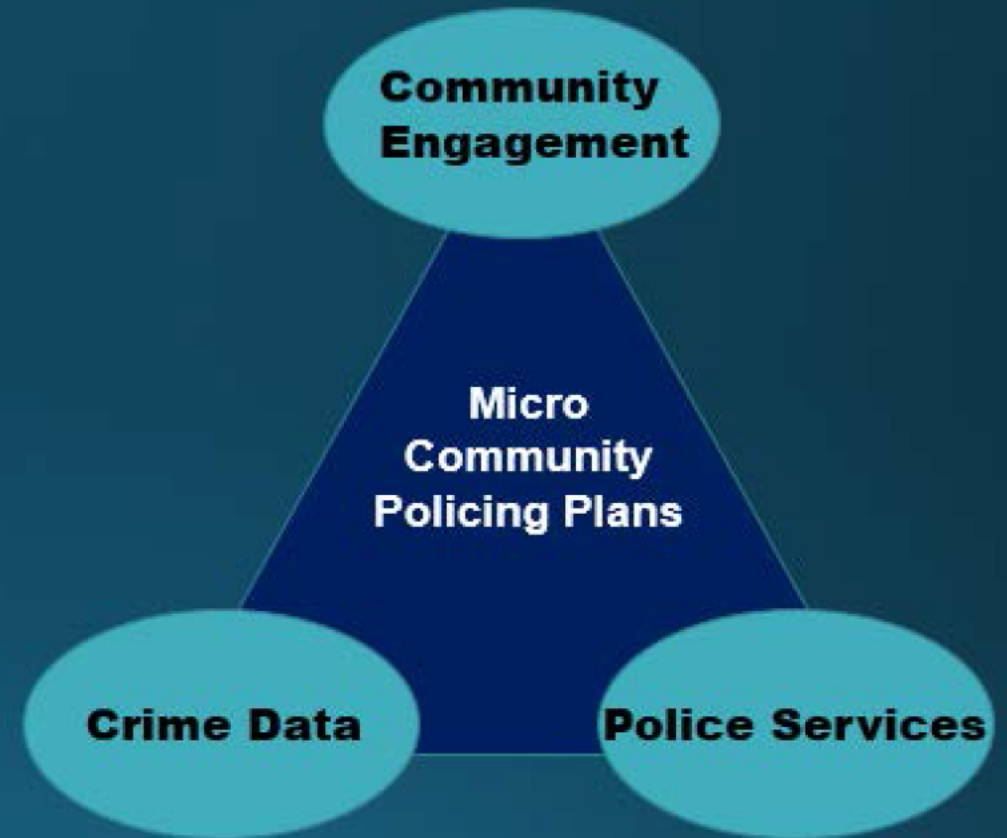 Community
Engagement
Micro
Community
Policing Plans
Crime Data
Police Services